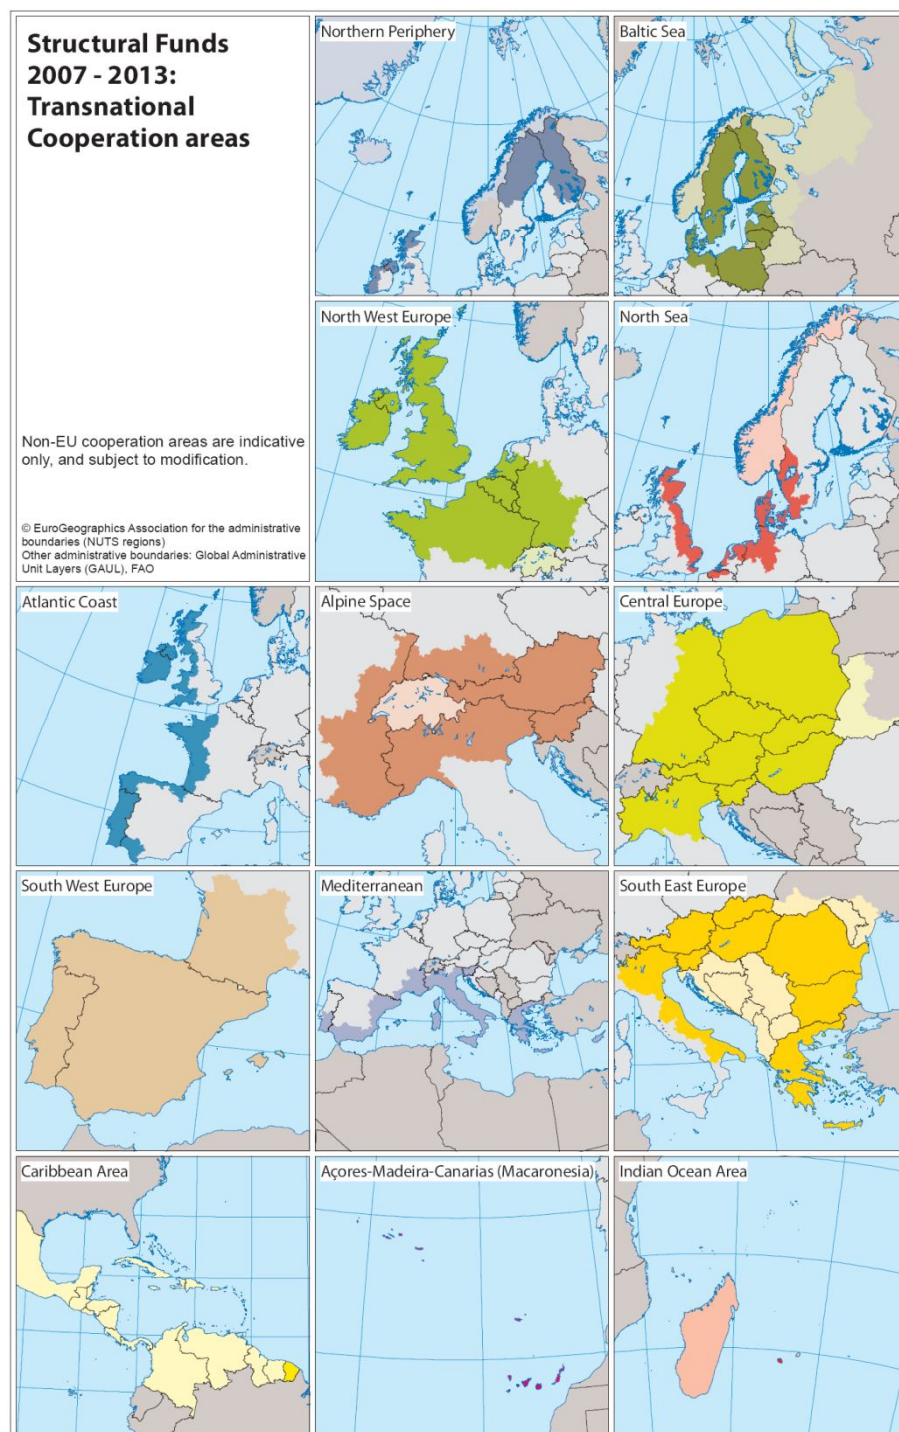 Structural Funds
2007 - 2013:
Transnational
Cooperation areas
Non-EU cooperation areas are indicative
only, and subject to modification.
© EuroGeographics Association for the administrative
boundaries (NUTS regions)
Other administrative boundaries: Global Administrative
Unit Layers (GAUL), FAO
Northern Periphery
Baltic Sea
North West Europe
North Sea
Atlantic Coast
Alpine Space
Central Europe
South West Europe
Mediterranean
South East Europe
Caribbean Area
Açores-Madeira-Canarias (Macaronesia)
Indian Ocean Area